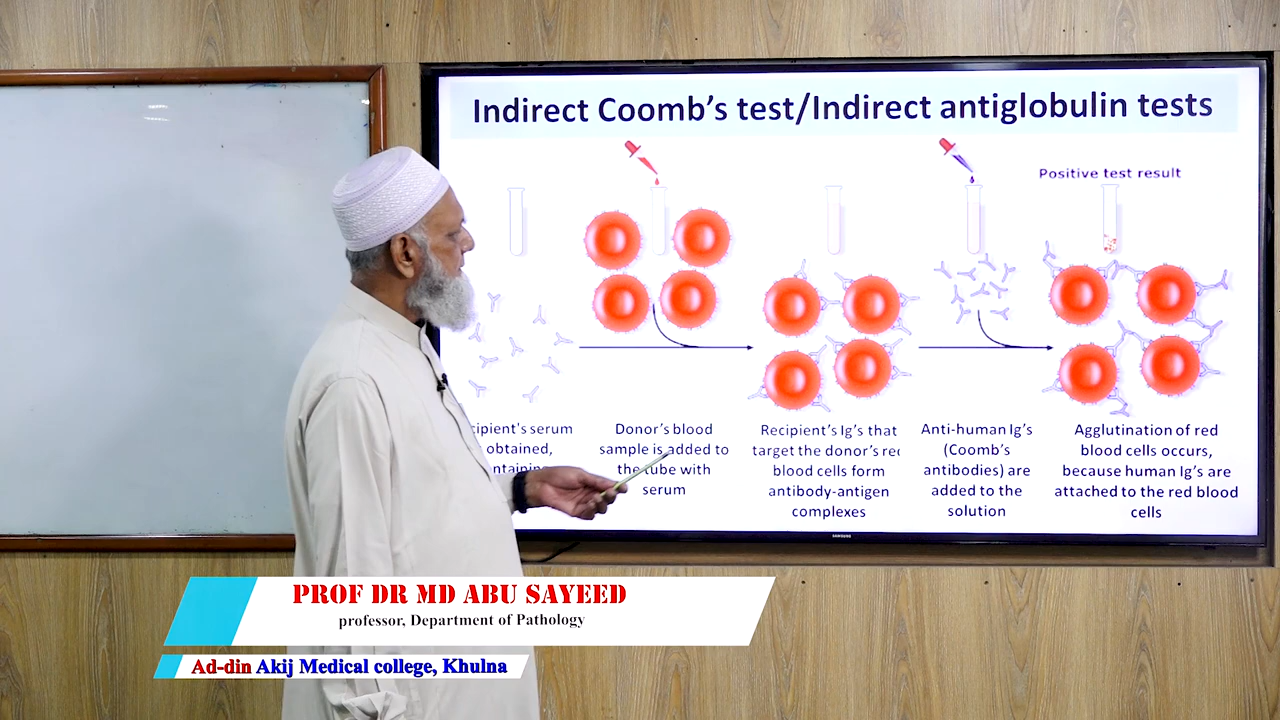 Indirect Coomb's test/Indirect antiglobulin tests
Positive test result
serum
obtained,
Donor's blood
sample is added to
the tube with
serum
Recipient's Ig's that
target the donor's
blood cells form
antibody-antigen
complexes
Anti-human Ig's
(Coomb's
antibodies) are
added to the
solution
Agglutination of red
blood cells occurs,
because human Ig's are
attached to the red blood
cells
SAMSUNG
PROF DR MD ABU SAYEED
professor, Department of Pathology
Ad-din Akij Medical college, Khulna